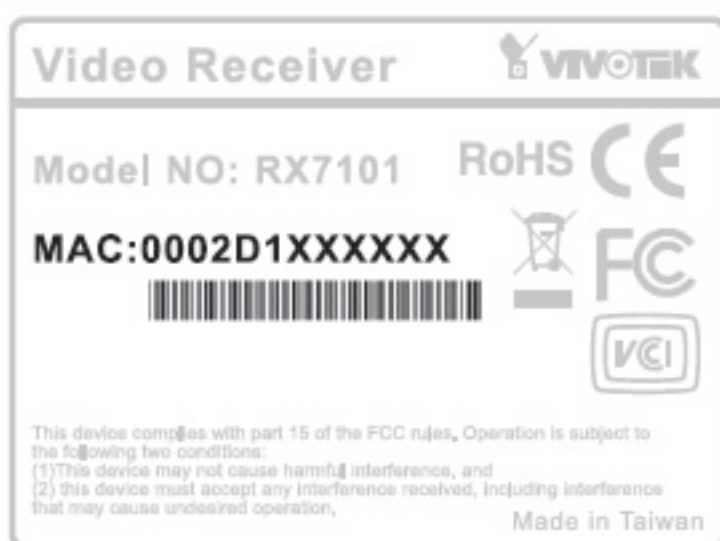 Video Receiver
VIVOTEK
Model NO: RX7101
RoHS CE
MAC:0002D1XXXXXX
FC
VCI
This device complies with part 15 of the FCC rules, Operation is subject to
the following two conditions:
(1)This device may not cause harmful interference, and
(2) this device must accept any interference received, including interference
that may cause undesired operation,
Made in Taiwan